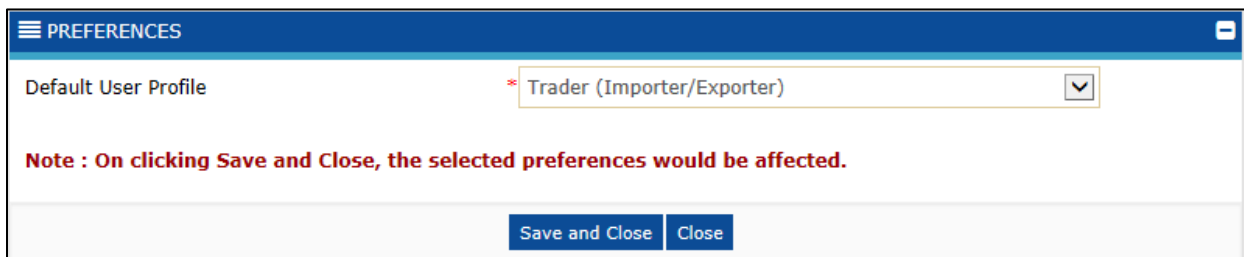 PREFERENCES
Default User Profile * Trader (Importer/Exporter)
Note : On clicking Save and Close, the selected preferences would be affected.
Save and Close Close